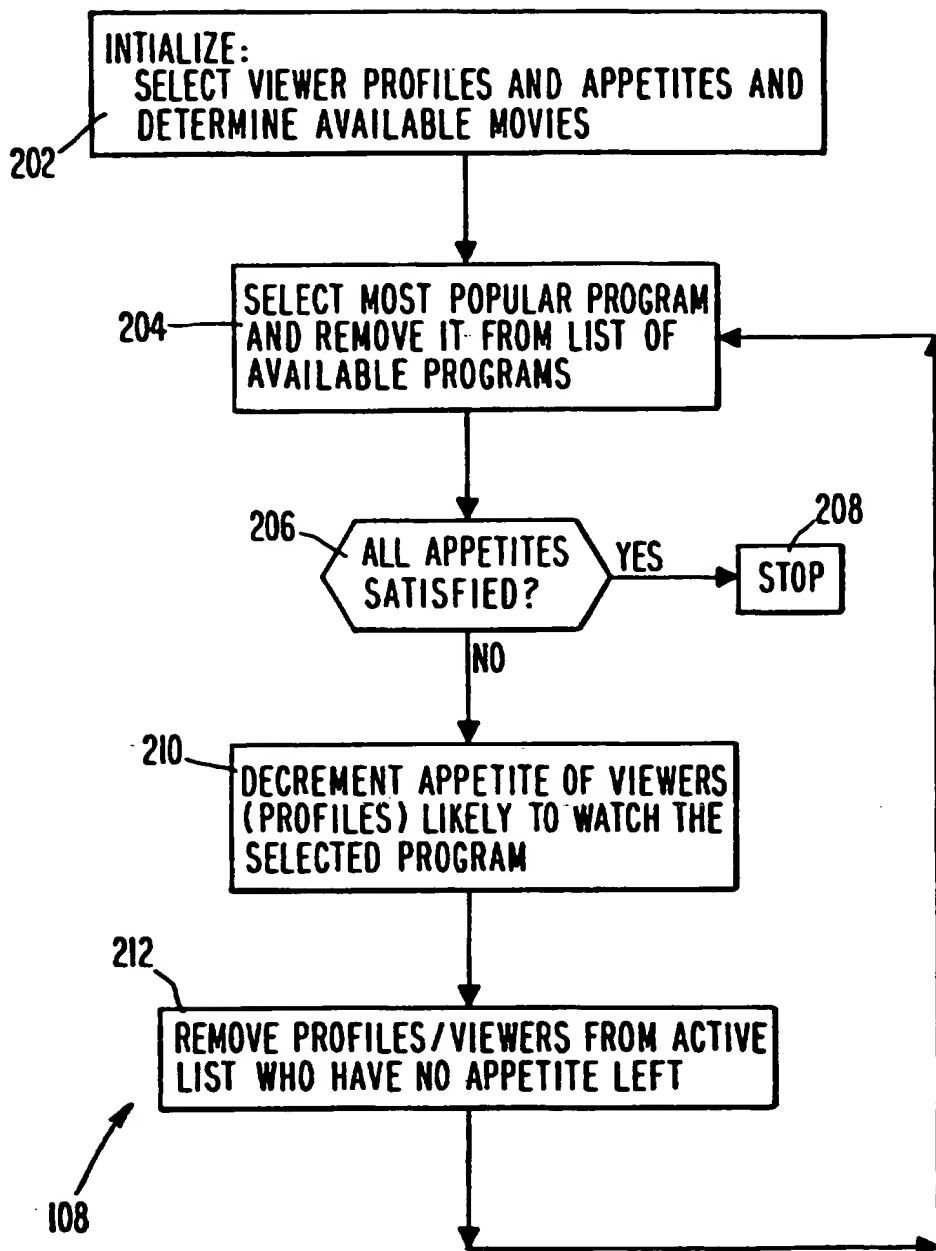 INTIALIZE:
SELECT VIEWER PROFILES AND APPETITES AND
DETERMINE AVAILABLE MOVIES
202
SELECT MOST POPULAR PROGRAM
AND REMOVE IT FROM LIST OF
AVAILABLE PROGRAMS
204
206
ALL APPETITES
SATISFIED?
YES
208
STOP
NO
210
DECREMENT APPETITE OF VIEWERS
(PROFILES) LIKELY TO WATCH THE
SELECTED PROGRAM
212
REMOVE PROFILES/VIEWERS FROM ACTIVE
LIST WHO HAVE NO APPETITE LEFT
108